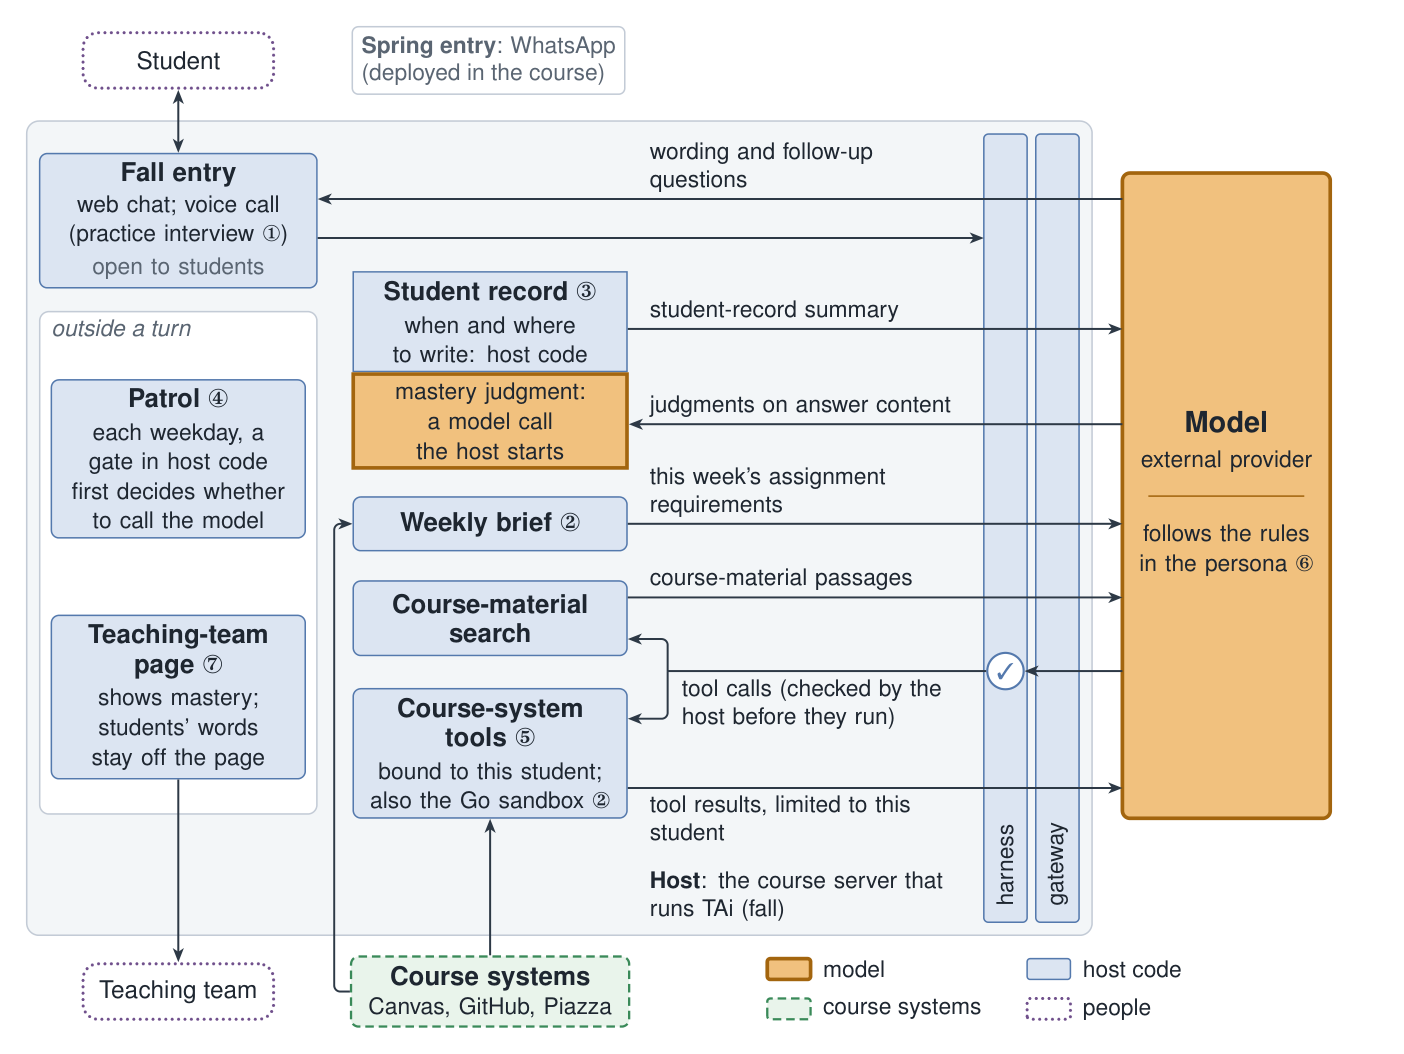 Student
Spring entry: WhatsApp
(deployed in the course)
Fall entry
web chat; voice call
(practice interview ①)
open to students
wording and follow-up
questions
outside a turn
Patrol ④
each weekday, a
gate in host code
first decides whether
to call the model
Teaching-team
page ⑦
shows mastery;
students’ words
stay off the page
Student record ③
when and where
to write: host code
mastery judgment:
a model call
the host starts
Weekly brief ②
Course-material
search
Course-system
tools ⑤
bound to this student;
also the Go sandbox ②
student-record summary
judgments on answer content
this week’s assignment
requirements
course-material passages
tool calls (checked by the
host before they run)
tool results, limited to this
student
Host: the course server that
runs TAi (fall)
harness
gateway
✓
Model
external provider
follows the rules
in the persona ⑥
Teaching team
Course systems
Canvas, GitHub, Piazza
model
host code
course systems
people